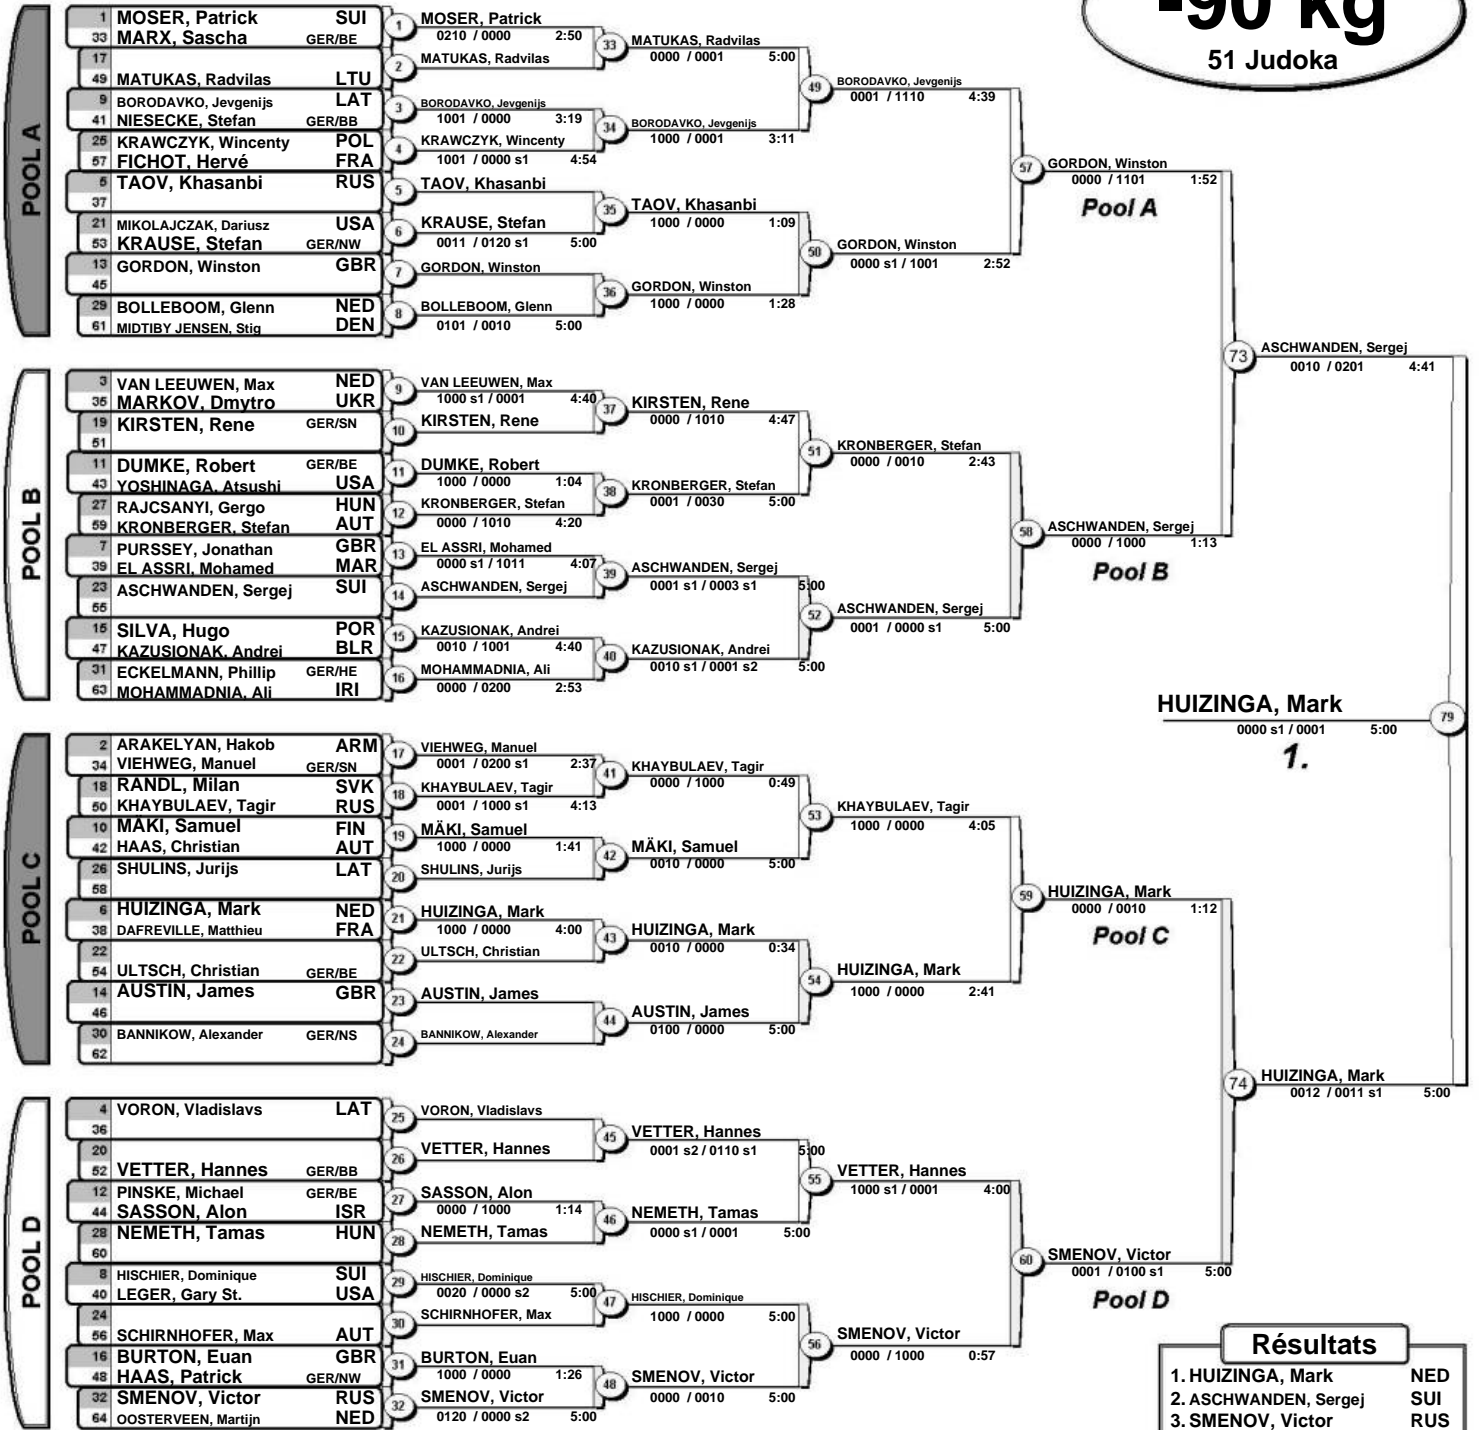 -90 kg
51 Judoka
POOL A
1 MOSER, Patrick SUI
33 MARX, Sascha GER/BE
17
49 MATUKAS, Radvilas LTU
9 BORODAVKO, Jevgenijs LAT
41 NIESECKE, Stefan GER/BB
25 KRAWCZYK, Wincenty POL
57 FICHOT, Hervé FRA
5 TAOV, Khasanbi RUS
37
21 MIKOLAJCZAK, Dariusz USA
53 KRAUSE, Stefan GER/NW
13 GORDON, Winston GBR
45
29 BOLLEBOOM, Glenn NED
61 MIDTIBY JENSEN, Stig DEN
1 MOSER, Patrick
0210 / 0000 2:50
2 MATUKAS, Radvilas
3 BORODAVKO, Jevgenijs
1001 / 0000 3:19
4 KRAWCZYK, Wincenty
1001 / 0000 s1 4:54
5 TAOV, Khasanbi
6 KRAUSE, Stefan
0011 / 0120 s1 5:00
7 GORDON, Winston
8 BOLLEBOOM, Glenn
0101 / 0010 5:00
33 MATUKAS, Radvilas
0000 / 0001 5:00
34 BORODAVKO, Jevgenijs
1000 / 0001 3:11
35 TAOV, Khasanbi
1000 / 0000 1:09
36 GORDON, Winston
1000 / 0000 1:28
49 BORODAVKO, Jevgenijs
0001 / 1110 4:39
50 GORDON, Winston
0000 s1 / 1001 2:52
57 GORDON, Winston
0000 / 1101 1:52
Pool A
POOL B
3 VAN LEEUWEN, Max NED
35 MARKOV, Dmytro UKR
19 KIRSTEN, Rene GER/SN
51
11 DUMKE, Robert GER/BE
43 YOSHINAGA, Atsushi USA
27 RAJCSANYI, Gergo HUN
59 KRONBERGER, Stefan AUT
7 PURSSEY, Jonathan GBR
39 EL ASSRI, Mohamed MAR
23 ASCHWANDEN, Sergej SUI
55
15 SILVA, Hugo POR
47 KAZUSIONAK, Andrei BLR
31 ECKELMANN, Phillip GER/HE
63 MOHAMMADNIA, Ali IRI
9 VAN LEEUWEN, Max
1000 s1 / 0001 4:40
10 KIRSTEN, Rene
11 DUMKE, Robert
1000 / 0000 1:04
12 KRONBERGER, Stefan
0000 / 1010 4:20
13 EL ASSRI, Mohamed
0000 s1 / 1011 4:07
14 ASCHWANDEN, Sergej
15 KAZUSIONAK, Andrei
0010 / 1001 4:40
16 MOHAMMADNIA, Ali
0000 / 0200 2:53
37 KIRSTEN, Rene
0000 / 1010 4:47
38 KRONBERGER, Stefan
0001 / 0030 5:00
39 ASCHWANDEN, Sergej
0001 s1 / 0003 s1 5:00
40 KAZUSIONAK, Andrei
0010 s1 / 0001 s2 5:00
51 KRONBERGER, Stefan
0000 / 0010 2:43
52 ASCHWANDEN, Sergej
0001 / 0000 s1 5:00
58 ASCHWANDEN, Sergej
0000 / 1000 1:13
Pool B
73 ASCHWANDEN, Sergej
0010 / 0201 4:41
HUIZINGA, Mark 79
0000 s1 / 0001 5:00
1.
POOL C
2 ARAKELYAN, Hakob ARM
34 VIEHWEG, Manuel GER/SN
18 RANDL, Milan SVK
50 KHAYBULAEV, Tagir RUS
10 MÄKI, Samuel FIN
42 HAAS, Christian AUT
26 SHULINS, Jurijs LAT
58
6 HUIZINGA, Mark NED
38 DAFREVILLE, Matthieu FRA
22
54 ULTSCH, Christian GER/BE
14 AUSTIN, James GBR
46
30 BANNIKOW, Alexander GER/NS
62
17 VIEHWEG, Manuel
0001 / 0200 s1 2:37
18 KHAYBULAEV, Tagir
0001 / 1000 s1 4:13
19 MÄKI, Samuel
1000 / 0000 1:41
20 SHULINS, Jurijs
21 HUIZINGA, Mark
1000 / 0000 4:00
22 ULTSCH, Christian
23 AUSTIN, James
24 BANNIKOW, Alexander
41 KHAYBULAEV, Tagir
0000 / 1000 0:49
42 MÄKI, Samuel
0010 / 0000 5:00
43 HUIZINGA, Mark
0010 / 0000 0:34
44 AUSTIN, James
0100 / 0000 5:00
53 KHAYBULAEV, Tagir
1000 / 0000 4:05
54 HUIZINGA, Mark
1000 / 0000 2:41
59 HUIZINGA, Mark
0000 / 0010 1:12
Pool C
74 HUIZINGA, Mark
0012 / 0011 s1 5:00
POOL D
4 VORON, Vladislavs LAT
36
20
52 VETTER, Hannes GER/BB
12 PINSKE, Michael GER/BE
44 SASSON, Alon ISR
28 NEMETH, Tamas HUN
60
8 HISCHIER, Dominique SUI
40 LEGER, Gary St. USA
24
56 SCHIRNHOFER, Max AUT
16 BURTON, Euan GBR
48 HAAS, Patrick GER/NW
32 SMENOV, Victor RUS
64 OOSTERVEEN, Martijn NED
25 VORON, Vladislavs
26 VETTER, Hannes
27 SASSON, Alon
0000 / 1000 1:14
28 NEMETH, Tamas
29 HISCHIER, Dominique
0020 / 0000 s2 5:00
30 SCHIRNHOFER, Max
31 BURTON, Euan
1000 / 0000 1:26
32 SMENOV, Victor
0120 / 0000 s2 5:00
45 VETTER, Hannes
0001 s2 / 0110 s1 5:00
46 NEMETH, Tamas
0000 s1 / 0001 5:00
47 HISCHIER, Dominique
1000 / 0000 5:00
48 SMENOV, Victor
0000 / 0010 5:00
55 VETTER, Hannes
1000 s1 / 0001 4:00
56 SMENOV, Victor
0000 / 1000 0:57
60 SMENOV, Victor
0001 / 0100 s1 5:00
Pool D
Résultats
1. HUIZINGA, Mark NED
2. ASCHWANDEN, Sergej SUI
3. SMENOV, Victor RUS